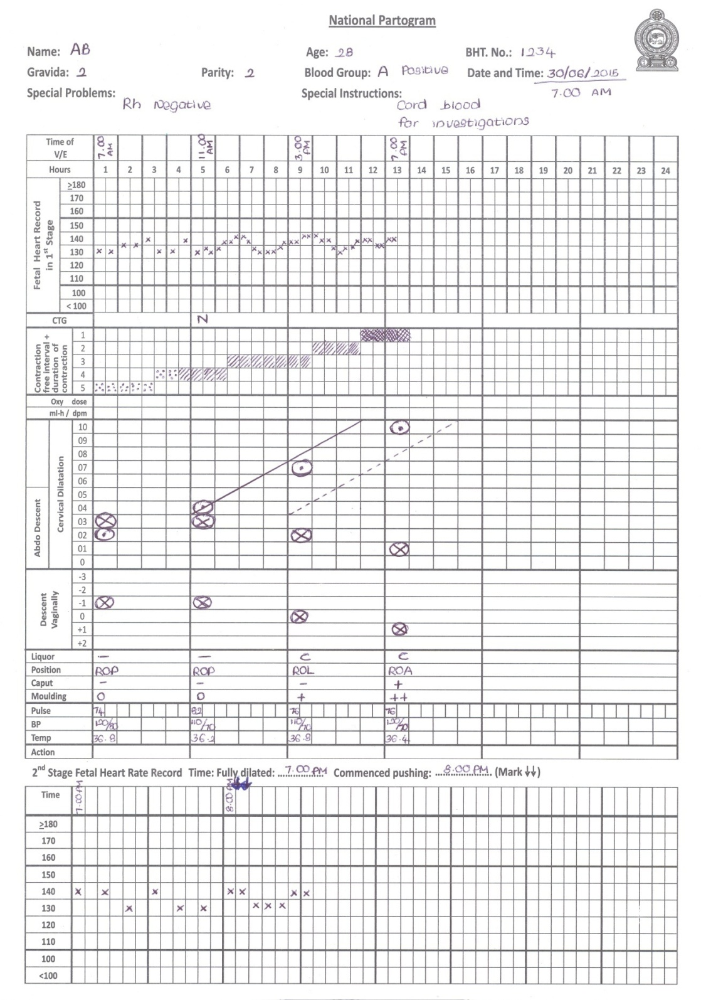 National Partogram
Name: AB Age: 28 BHT. No.: 1234
Gravida: 2 Parity: 2 Blood Group: A Positive Date and Time: 30/06/2015
Special Problems: Special Instructions: 7.00 AM
Rh Negative Cord blood
for investigations
Time of V/E 7.00 AM 11.00 AM 3.00 PM 7.00 PM
Hours 1 2 3 4 5 6 7 8 9 10 11 12 13 14 15 16 17 18 19 20 21 22 23 24
Fetal Heart Record in 1st Stage
≥180
170
160
150
140
130
120
110
100
<100
CTG N
Contraction free interval + duration of contraction
1
2
3
4
5
Oxy dose
ml-h / dpm
Abdo Descent
Cervical Dilatation
10
09
08
07
06
05
04
03
02
01
0
Descent Vaginally
-3
-2
-1
0
+1
+2
Liquor — — C C
Position ROP ROP ROL ROA
Caput - - - +
Moulding O O + ++
Pulse 74 82 76 76
BP 110/70 110/70
Temp 36.8 36.2 36.8 36.4
Action
2nd Stage Fetal Heart Rate Record Time: Fully dilated: 7.00 PM Commenced pushing: 8.00 PM. (Mark ↓↓)
Time 7.00 PM 8.00 PM
≥180
170
160
150
140
130
120
110
100
<100